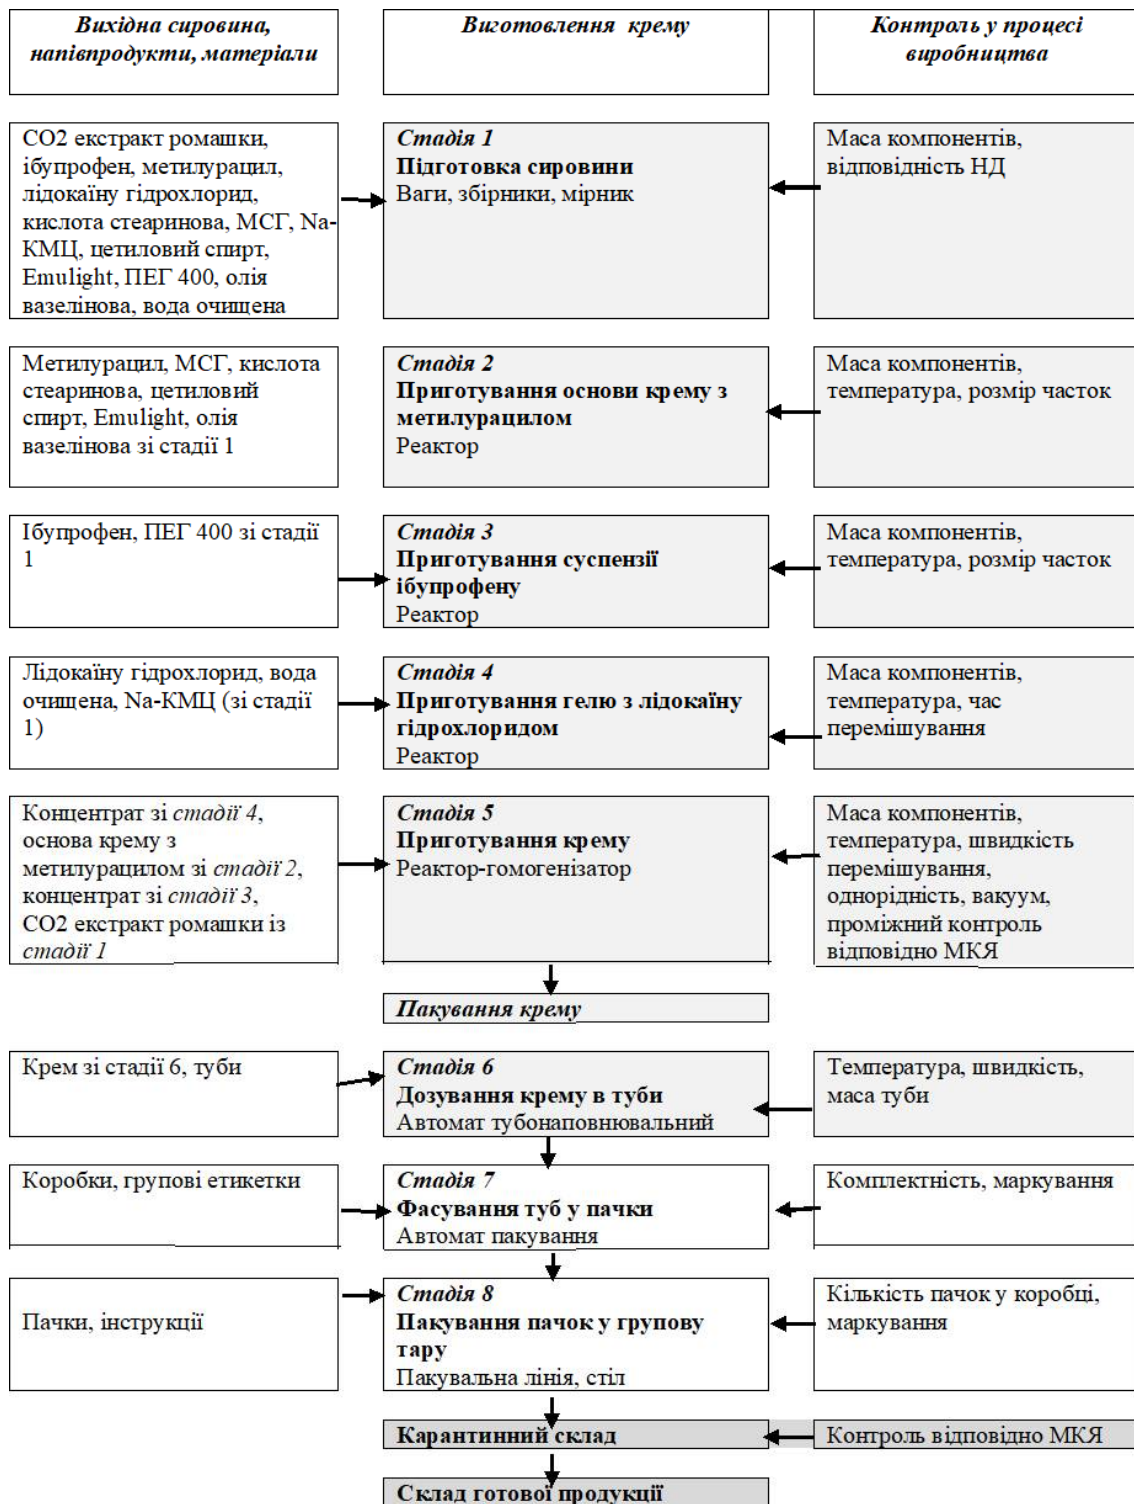 Вихідна сировина,
напівпродукти, матеріали
Виготовлення крему
Контроль у процесі
виробництва
СО2 екстракт ромашки,
ібупрофен, метилурацил,
лідокаїну гідрохлорид,
кислота стеаринова, МСГ, Na-
КМЦ, цетиловий спирт,
Emulight, ПЕГ 400, олія
вазелінова, вода очищена
Стадія 1
Підготовка сировини
Ваги, збірники, мірник
Маса компонентів,
відповідність НД
Метилурацил, МСГ, кислота
стеаринова, цетиловий
спирт, Emulight, олія
вазелінова зі стадії 1
Стадія 2
Приготування основи крему з
метилурацилом
Реактор
Маса компонентів,
температура, розмір часток
Ібупрофен, ПЕГ 400 зі стадії
1
Стадія 3
Приготування суспензії
ібупрофену
Реактор
Маса компонентів,
температура, розмір часток
Лідокаїну гідрохлорид, вода
очищена, Na-КМЦ (зі стадії
1)
Стадія 4
Приготування гелю з лідокаїну
гідрохлоридом
Реактор
Маса компонентів,
температура, час
перемішування
Концентрат зі стадії 4,
основа крему з
метилурацилом зі стадії 2,
концентрат зі стадії 3,
СО2 екстракт ромашки із
стадії 1
Стадія 5
Приготування крему
Реактор-гомогенізатор
Маса компонентів,
температура, швидкість
перемішування,
однорідність, вакуум,
проміжний контроль
відповідно МКЯ
Пакування крему
Крем зі стадії 6, туби
Стадія 6
Дозування крему в туби
Автомат тубонаповнювальний
Температура, швидкість,
маса туби
Коробки, групові етикетки
Стадія 7
Фасування туб у пачки
Автомат пакування
Комплектність, маркування
Пачки, інструкції
Стадія 8
Пакування пачок у групову
тару
Пакувальна лінія, стіл
Кількість пачок у коробці,
маркування
Карантинний склад
Контроль відповідно МКЯ
Склад готової продукції